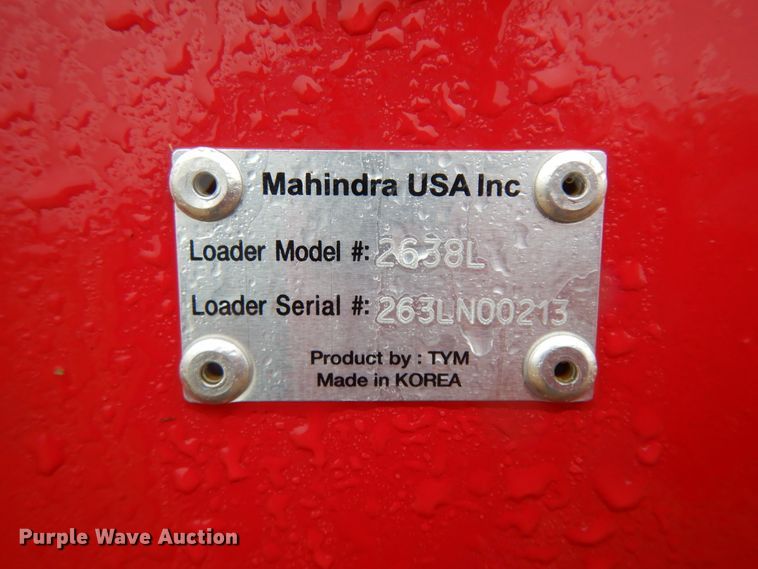 Mahindra USA Inc
Loader Model #: 2638L
Loader Serial #: 263LN00213
Product by : TYM
Made in KOREA
Purple Wave Auction®